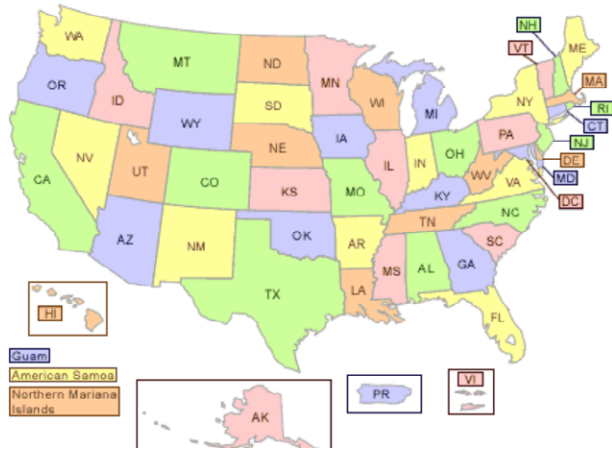 NH
WA
ME
VT
MT
ND
MN
OR
MA
ID
WI
NY
SD
MI
RI
WY
CT
PA
IA
NJ
NE
OH
NV
IL
IN
DE
UT
WV
MD
CO
VA
CA
KS
MO
KY
DC
NC
TN
AZ
OK
SC
NM
AR
MS
AL
GA
LA
TX
HI
FL
Guam
American Samoa
Northern Mariana
Islands
VI
PR
AK